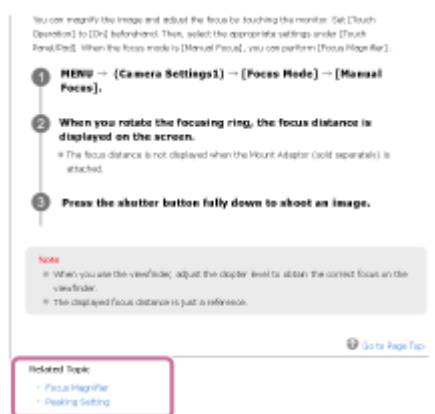 You can magnify the image and adjust the focus by touching the monitor. Set [Touch
Operation] to [On] beforehand. Then, select the appropriate settings under [Touch
Panel/Pad]. When the focus mode is [Manual Focus], you can perform [Focus Magnifier].
1 MENU → (Camera Settings1) → [Focus Mode] → [Manual
Focus].
2 When you rotate the focusing ring, the focus distance is
displayed on the screen.
The focus distance is not displayed when the Mount Adaptor (sold separately) is
attached.
3 Press the shutter button fully down to shoot an image.
Note
When you use the viewfinder, adjust the diopter level to obtain the correct focus on the
viewfinder.
The displayed focus distance is just a reference.
Go to Page Top
Related Topic
Focus Magnifier
Peaking Setting